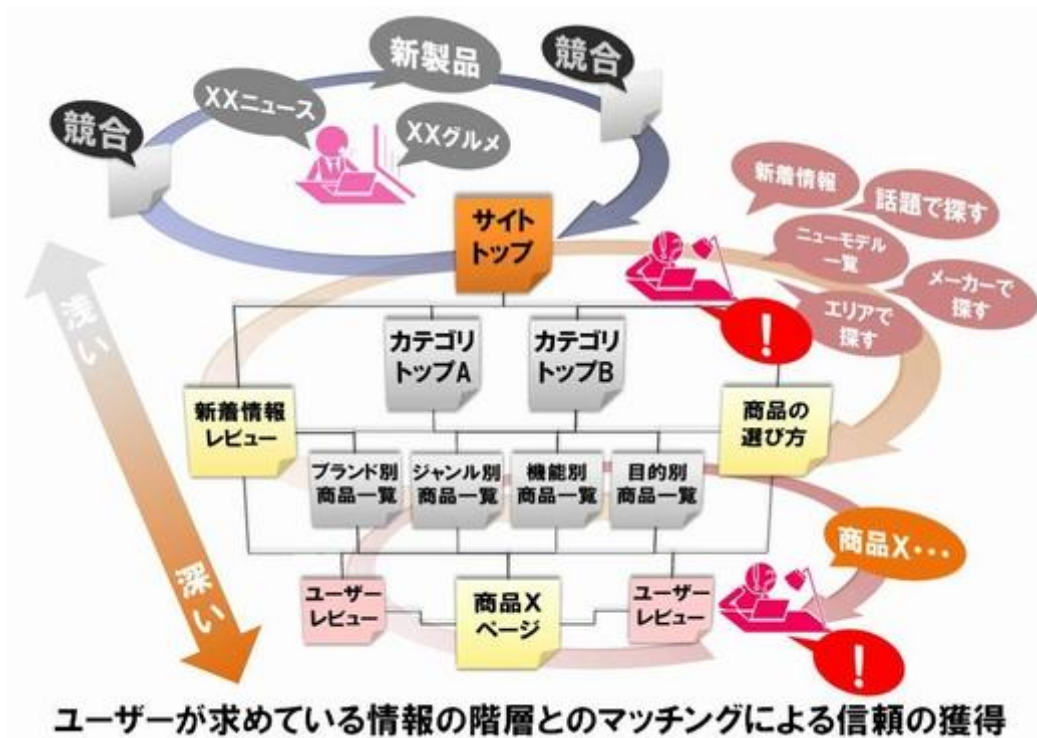 新製品
競合
XXニュース
競合
XXグルメ
新着情報
話題で探す
サイト
トップ
ニューモデル
一覧
メーカーで
探す
エリアで
探す
浅い
!
カテゴリ
トップA
カテゴリ
トップB
新着情報
レビュー
商品の
選び方
ブランド別
商品一覧
ジャンル別
商品一覧
機能別
商品一覧
目的別
商品一覧
商品X・・・
深い
ユーザー
レビュー
商品X
ページ
ユーザー
レビュー
!
ユーザーが求めている情報の階層とのマッチングによる信頼の獲得